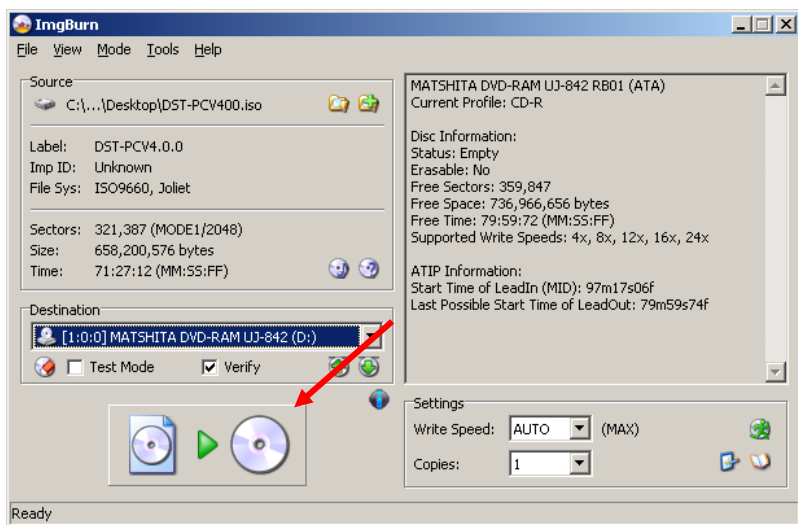 ImgBurn
File View Mode Tools Help
Source
C:\...\Desktop\DST-PCV400.iso
Label: DST-PCV4.0.0
Imp ID: Unknown
File Sys: ISO9660, Joliet
Sectors: 321,387 (MODE1/2048)
Size: 658,200,576 bytes
Time: 71:27:12 (MM:SS:FF)
Destination
[1:0:0] MATSHITA DVD-RAM UJ-842 (D:)
Test Mode Verify
MATSHITA DVD-RAM UJ-842 RB01 (ATA)
Current Profile: CD-R
Disc Information:
Status: Empty
Erasable: No
Free Sectors: 359,847
Free Space: 736,966,656 bytes
Free Time: 79:59:72 (MM:SS:FF)
Supported Write Speeds: 4x, 8x, 12x, 16x, 24x
ATIP Information:
Start Time of LeadIn (MID): 97m17s06f
Last Possible Start Time of LeadOut: 79m59s74f
Settings
Write Speed: AUTO (MAX)
Copies: 1
Ready